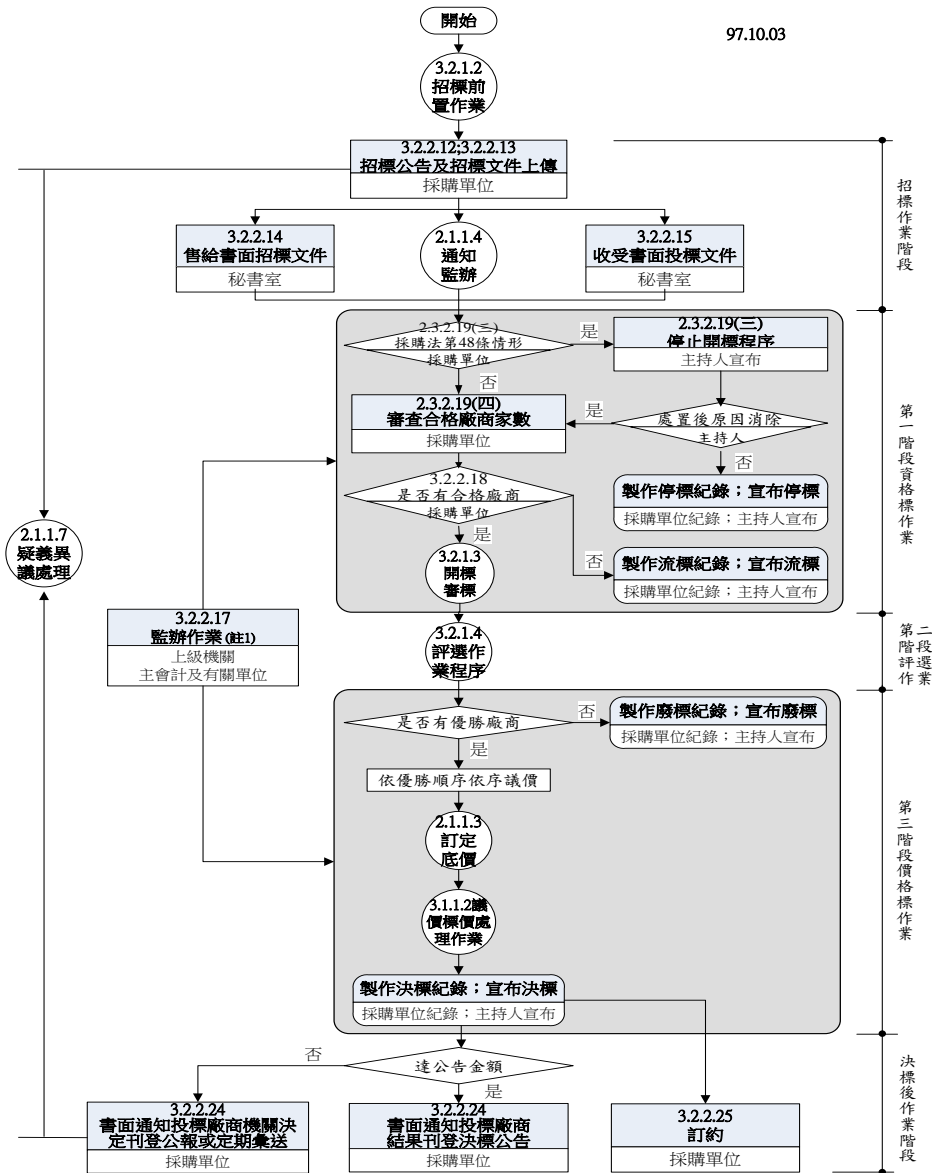 開始
97.10.03
3.2.1.2
招標前
置作業
3.2.2.12;3.2.2.13
招標公告及招標文件上傳
採購單位
招標作業階段
3.2.2.14
售給書面招標文件
秘書室
2.1.1.4
通知
監辦
3.2.2.15
收受書面投標文件
秘書室
2.3.2.19(三)
採購法第48條情形
採購單位
是
2.3.2.19(三)
停止開標程序
主持人宣布
否
2.3.2.19(四)
審查合格廠商家數
採購單位
是
處置後原因消除
主持人
第一階段資格標作業
否
3.2.2.18
是否有合格廠商
採購單位
製作停標紀錄；宣布停標
採購單位紀錄；主持人宣布
是
3.2.1.3
開標
審標
否
製作流標紀錄；宣布流標
採購單位紀錄；主持人宣布
2.1.1.7
疑義異
議處理
3.2.2.17
監辦作業(註1)
上級機關
主會計及有關單位
3.2.1.4
評選作
業程序
第二階段評選作業
是否有優勝廠商
否
製作廢標紀錄；宣布廢標
採購單位紀錄；主持人宣布
是
依優勝順序依序議價
2.1.1.3
訂定
底價
第三階段價格標作業
3.1.1.2議
價標價處
理作業
製作決標紀錄；宣布決標
採購單位紀錄；主持人宣布
否
達公告金額
是
決標後作業階段
3.2.2.24
書面通知投標廠商機關決
定刊登公報或定期彙送
採購單位
3.2.2.24
書面通知投標廠商
結果刊登決標公告
採購單位
3.2.2.25
訂約
採購單位